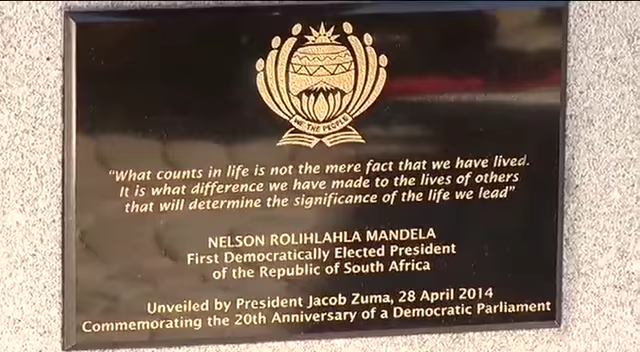 WE THE PEOPLE
"What counts in life is not the mere fact that we have lived.
It is what difference we have made to the lives of others
that will determine the significance of the life we lead"
NELSON ROLIHLAHLA MANDELA
First Democratically Elected President
of the Republic of South Africa
Unveiled by President Jacob Zuma, 28 April 2014
Commemorating the 20th Anniversary of a Democratic Parliament